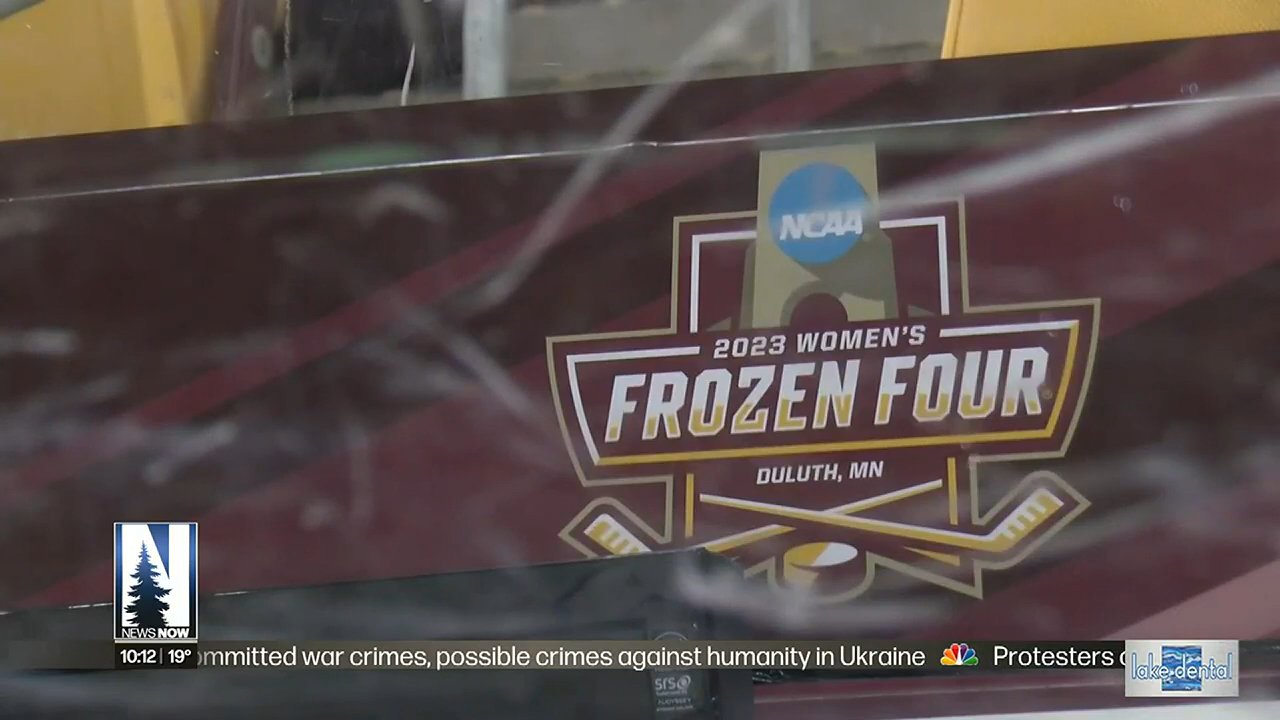 NCAA
2023 WOMEN'S
FROZEN FOUR
DULUTH, MN
N
NEWS NOW
10:12 | 19°
ommitted war crimes, possible crimes against humanity in Ukraine
Protesters
lake dental
srs